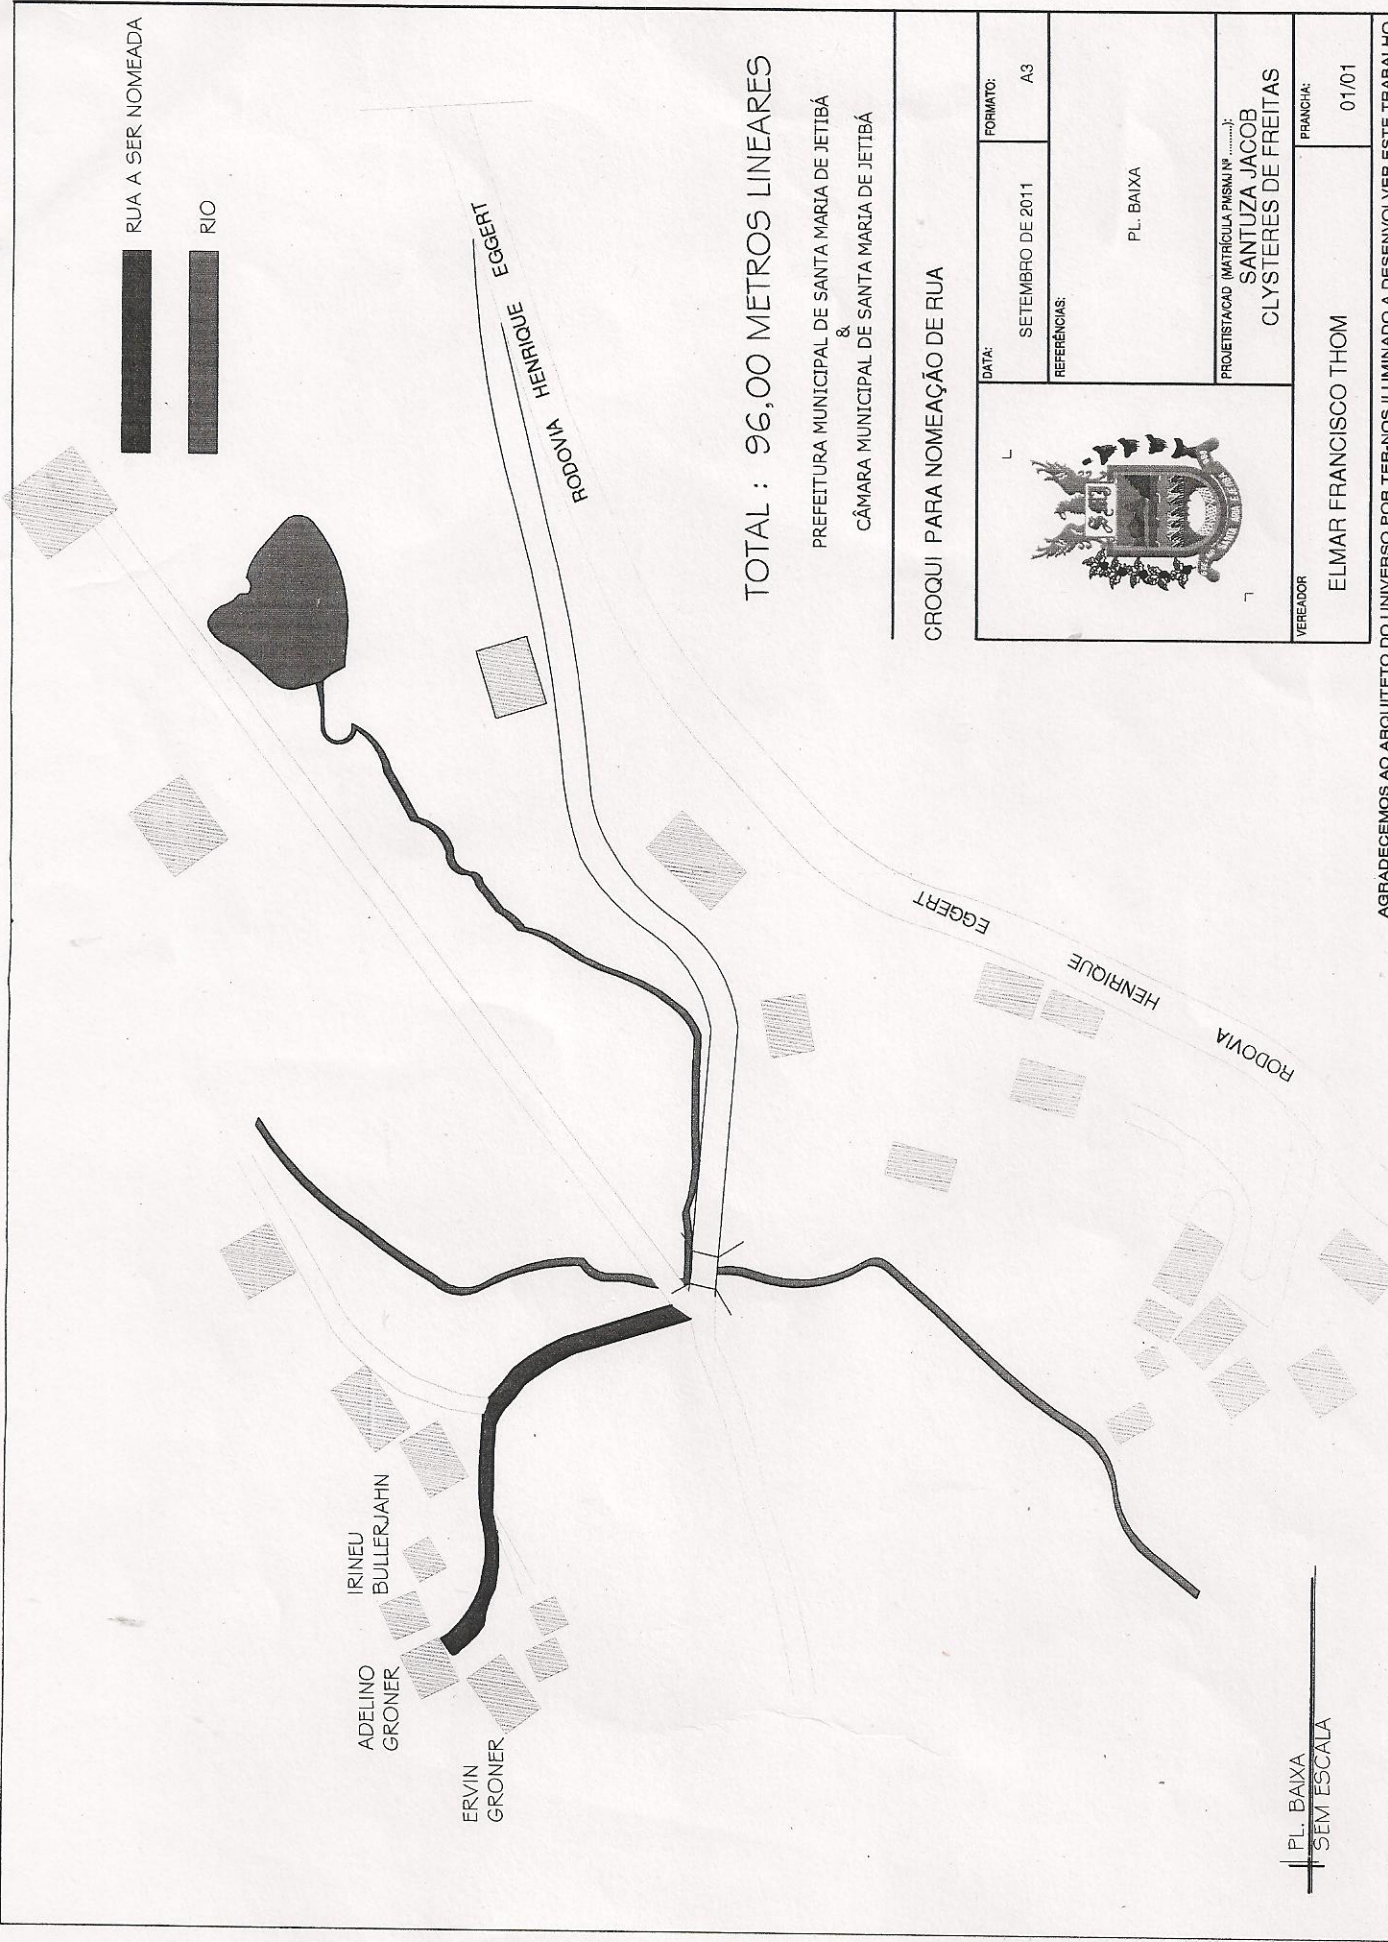 RUA A SER NOMEADA
RIO
RODOVIA HENRIQUE EGGERT
IRINEU
BULLERJAHN
ADELINO
GRONER
ERVIN
GRONER
RODOVIA HENRIQUE EGGERT
TOTAL : 96,00 METROS LINEARES
PREFEITURA MUNICIPAL DE SANTA MARIA DE JETIBÁ
&
CÂMARA MUNICIPAL DE SANTA MARIA DE JETIBÁ
CROQUI PARA NOMEAÇÃO DE RUA
DATA:
SETEMBRO DE 2011
FORMATO:
A3
REFERÊNCIAS:
PL. BAIXA
PROJETISTA/CAD (MATRÍCULA PMSMJ Nº ........):
SANTUZA JACOB
CLYSTERES DE FREITAS
VEREADOR
ELMAR FRANCISCO THOM
PRANCHA:
01/01
PL. BAIXA
SEM ESCALA
AGRADECEMOS AO ARQUITETO DO UNIVERSO POR TER-NOS ILUMINADO A DESENVOLVER ESTE TRABALHO